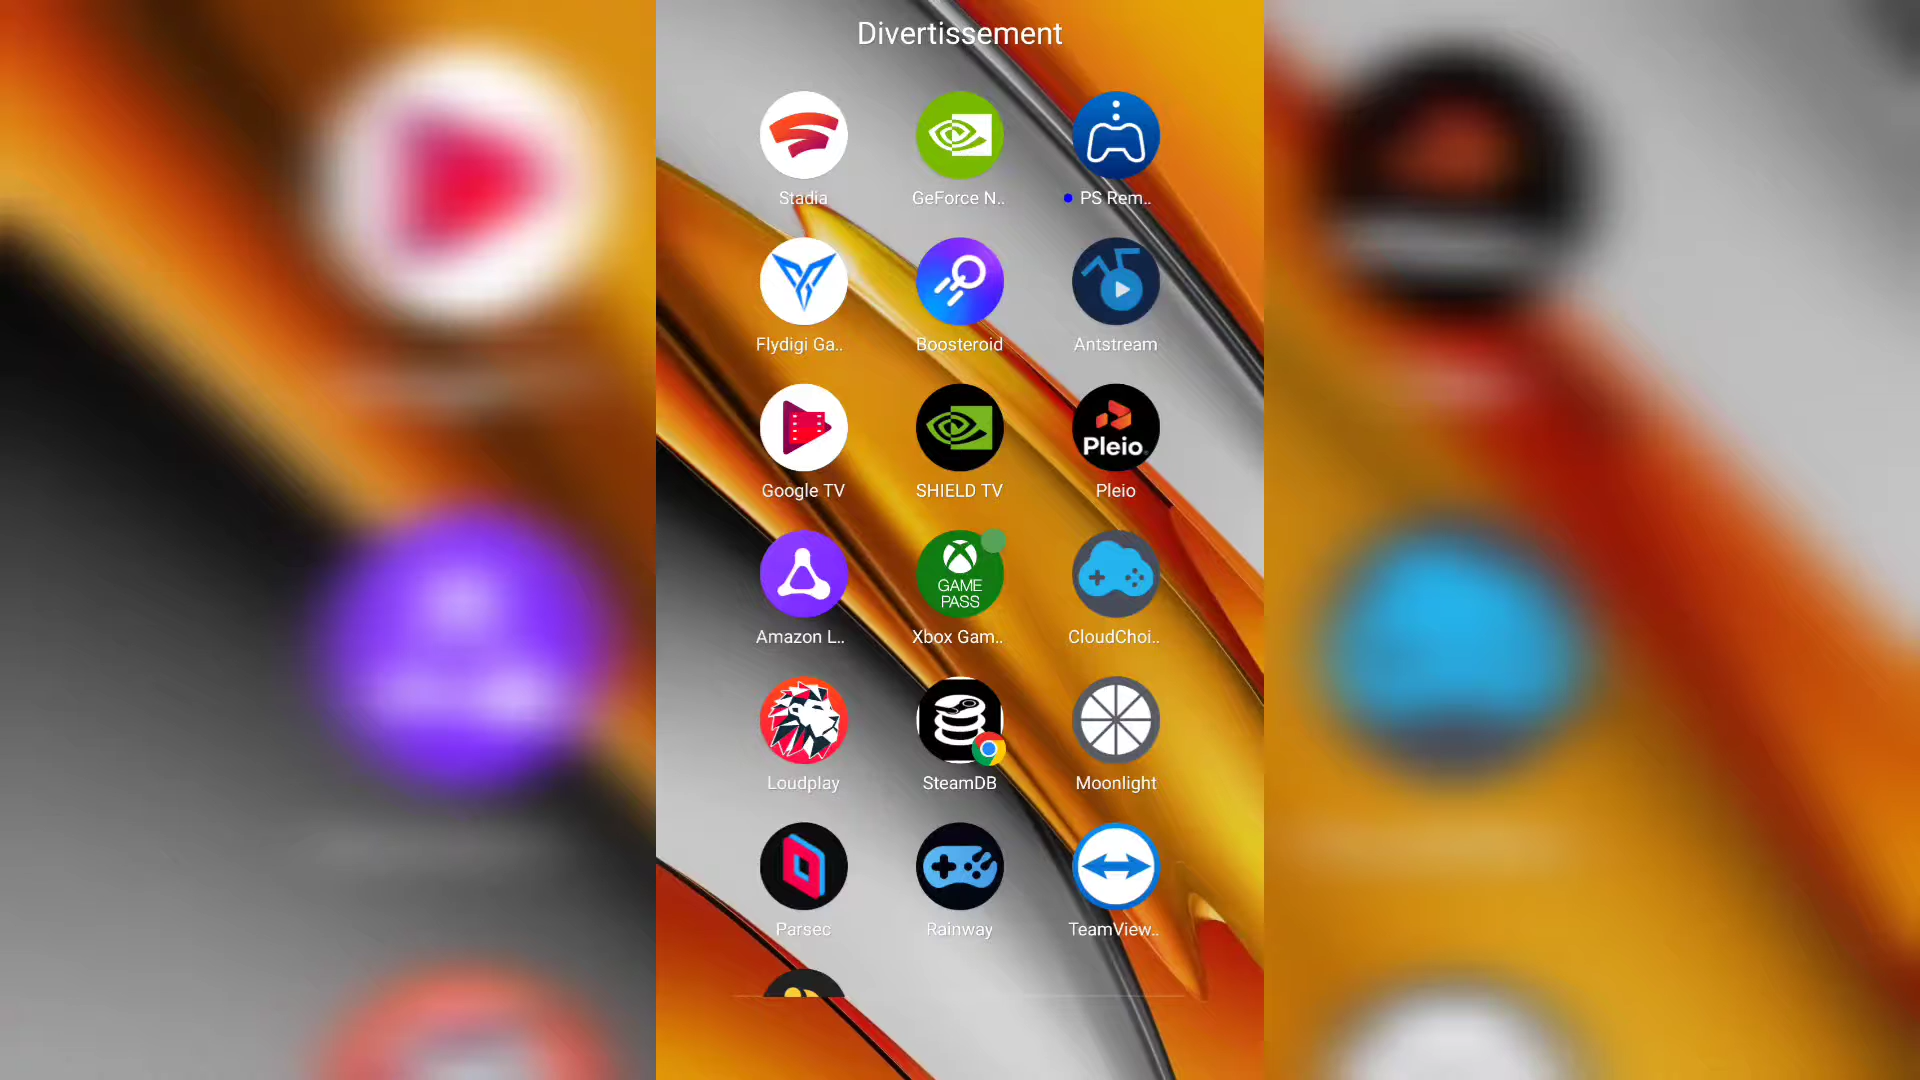 Divertissement
Stadia
GeForce N..
PS Rem..
Flydigi Ga..
Boosteroid
Antstream
Pleio
Google TV
SHIELD TV
Pleio
GAME
PASS
Amazon L..
Xbox Gam..
CloudChoi..
Loudplay
SteamDB
Moonlight
Parsec
Rainway
TeamView..